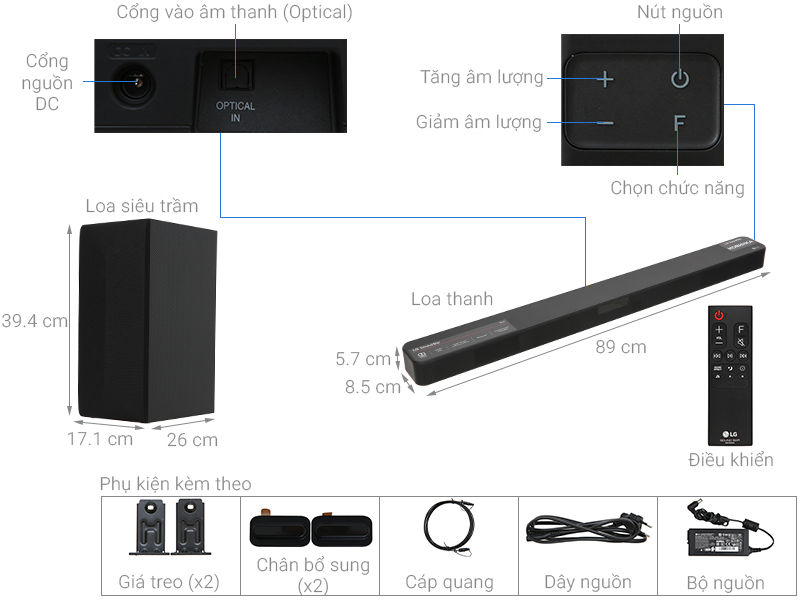 Cổng vào âm thanh (Optical)
Cổng
nguồn
DC
DC IN
OPTICAL
IN
Nút nguồn
Tăng âm lượng
Giảm âm lượng
F
Chọn chức năng
Loa siêu trầm
39.4 cm
17.1 cm
26 cm
Loa thanh
5.7 cm
8.5 cm
89 cm
F
LG
Điều khiển
Phụ kiện kèm theo
Giá treo (x2)
Chân bổ sung
(x2)
Cáp quang
Dây nguồn
Bộ nguồn